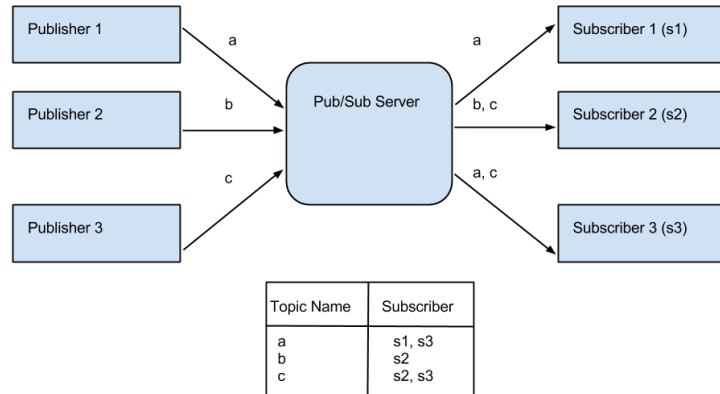 Publisher 1
a
a
Subscriber 1 (s1)
Publisher 2
b
Pub/Sub Server
b, c
Subscriber 2 (s2)
c
a, c
Publisher 3
Subscriber 3 (s3)
Topic Name Subscriber
a s1, s3
b s2
c s2, s3